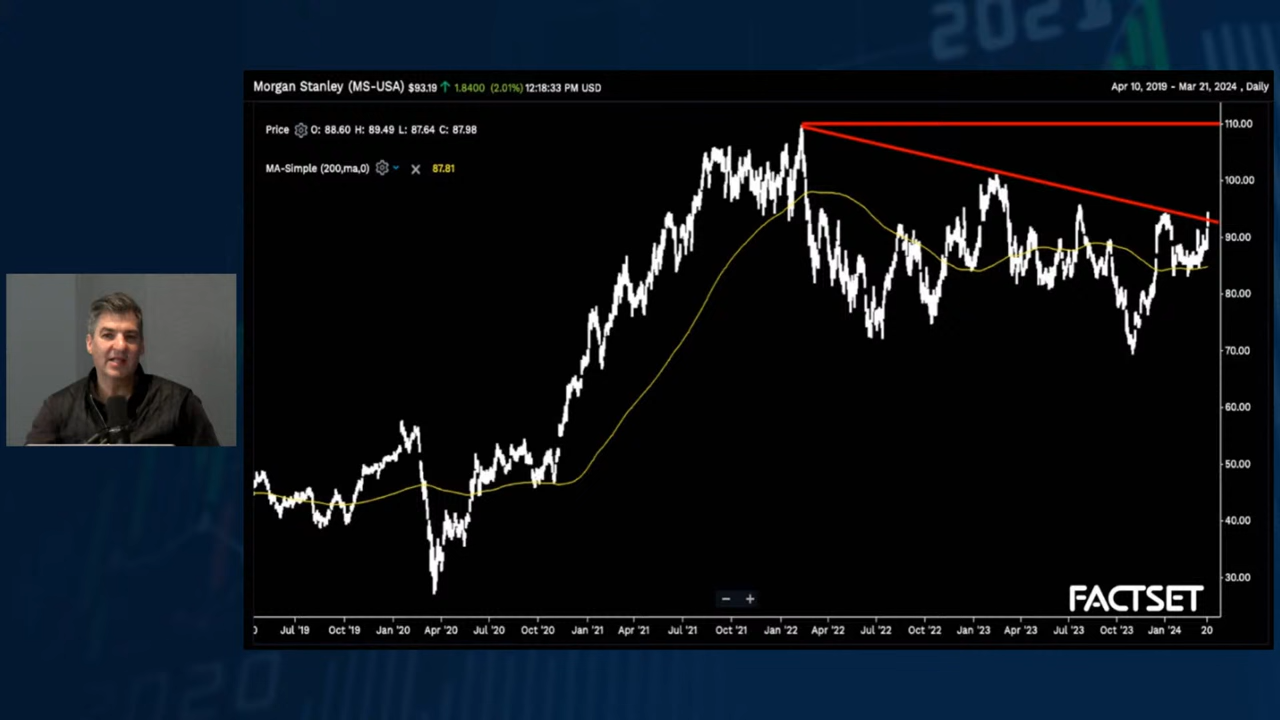 2021
Morgan Stanley (MS-USA) $93.19 ↑ 1.8400 (2.01%) 12:18:33 PM USD
Apr 10, 2019 - Mar 21, 2024 , Daily
Price O: 88.60 H: 89.49 L: 87.64 C: 87.98
MA-Simple (200,ma,0) X 87.81
110.00
100.00
90.00
80.00
70.00
60.00
50.00
40.00
30.00
− +
FACTSET
0 Jul '19 Oct '19 Jan '20 Apr '20 Jul '20 Oct '20 Jan '21 Apr '21 Jul '21 Oct '21 Jan '22 Apr '22 Jul '22 Oct '22 Jan '23 Apr '23 Jul '23 Oct '23 Jan '24 20
2020